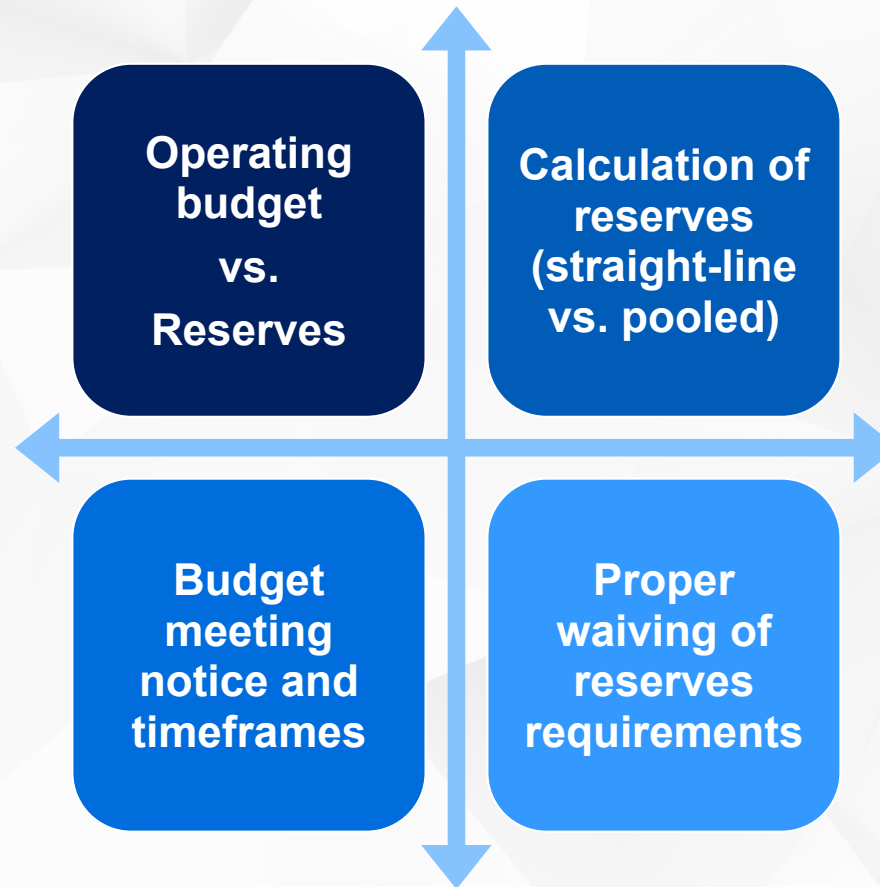 Operating
budget
vs.
Reserves
Calculation of
reserves
(straight-line
vs. pooled)
Budget
meeting
notice and
timeframes
Proper
waiving of
reserves
requirements